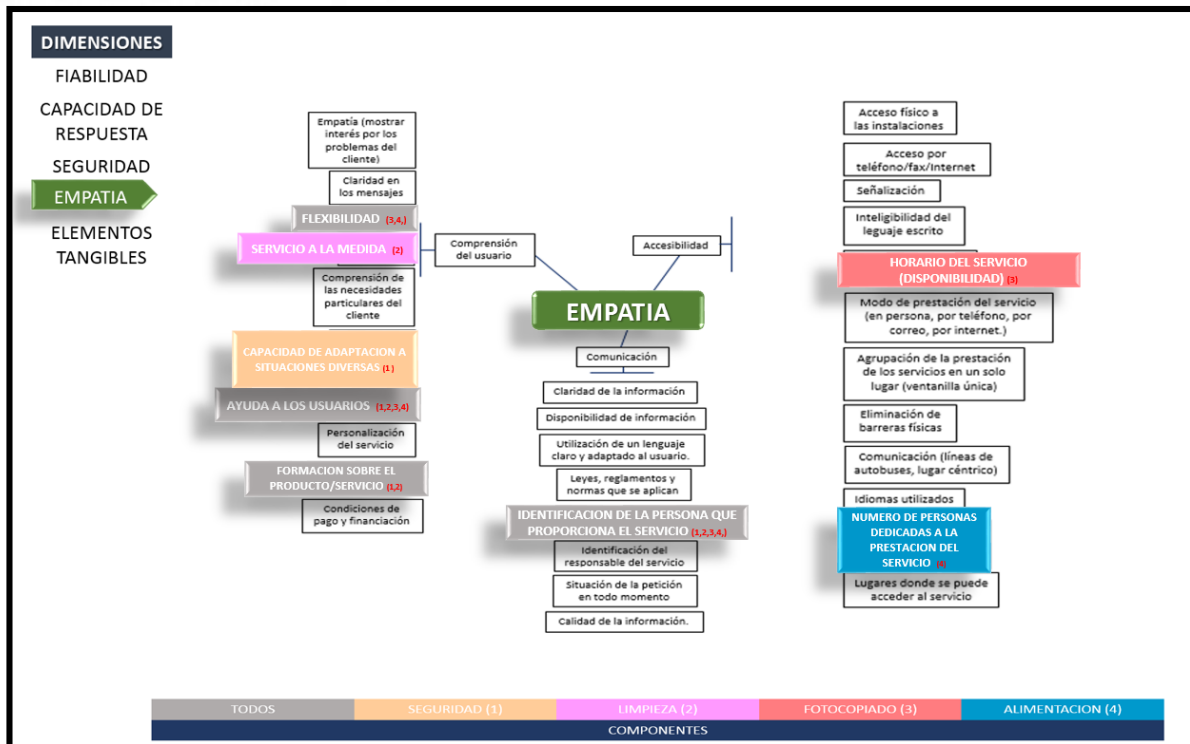 DIMENSIONES
FIABILIDAD
CAPACIDAD DE
RESPUESTA
SEGURIDAD
EMPATIA
ELEMENTOS
TANGIBLES
Empatía (mostrar
interés por los
problemas del
cliente)
Claridad en
los mensajes
FLEXIBILIDAD (3,4,)
SERVICIO A LA MEDIDA (2)
Comprensión de
las necesidades
particulares del
cliente
CAPACIDAD DE ADAPTACION A
SITUACIONES DIVERSAS (1 )
AYUDA A LOS USUARIOS (1,2,3,4)
Personalización
del servicio
FORMACION SOBRE EL
PRODUCTO/SERVICIO (1,2)
Condiciones de
pago y financiación
Comprensión
del usuario
Accesibilidad
EMPATIA
Comunicación
Claridad de la información
Disponibilidad de información
Utilización de un lenguaje
claro y adaptado al usuario.
Leyes, reglamentos y
normas que se aplican
IDENTIFICACION DE LA PERSONA QUE
PROPORCIONA EL SERVICIO (1,2,3,4,)
Identificación del
responsable del servicio
Situación de la petición
en todo momento
Calidad de la información.
Acceso físico a
las instalaciones
Acceso por
teléfono/fax/Internet
Señalización
Inteligibilidad del
leguaje escrito
HORARIO DEL SERVICIO
(DISPONIBILIDAD) (3)
Modo de prestación del servicio
(en persona, por teléfono, por
correo, por internet.)
Agrupación de la prestación
de los servicios en un solo
lugar (ventanilla única)
Eliminación de
barreras físicas
Comunicación (líneas de
autobuses, lugar céntrico)
Idiomas utilizados
NUMERO DE PERSONAS
DEDICADAS A LA
PRESTACION DEL
SERVICIO (4)
Lugares donde se puede
acceder al servicio
TODOS
SEGURIDAD (1)
LIMPIEZA (2)
FOTOCOPIADO (3)
ALIMENTACION (4)
COMPONENTES